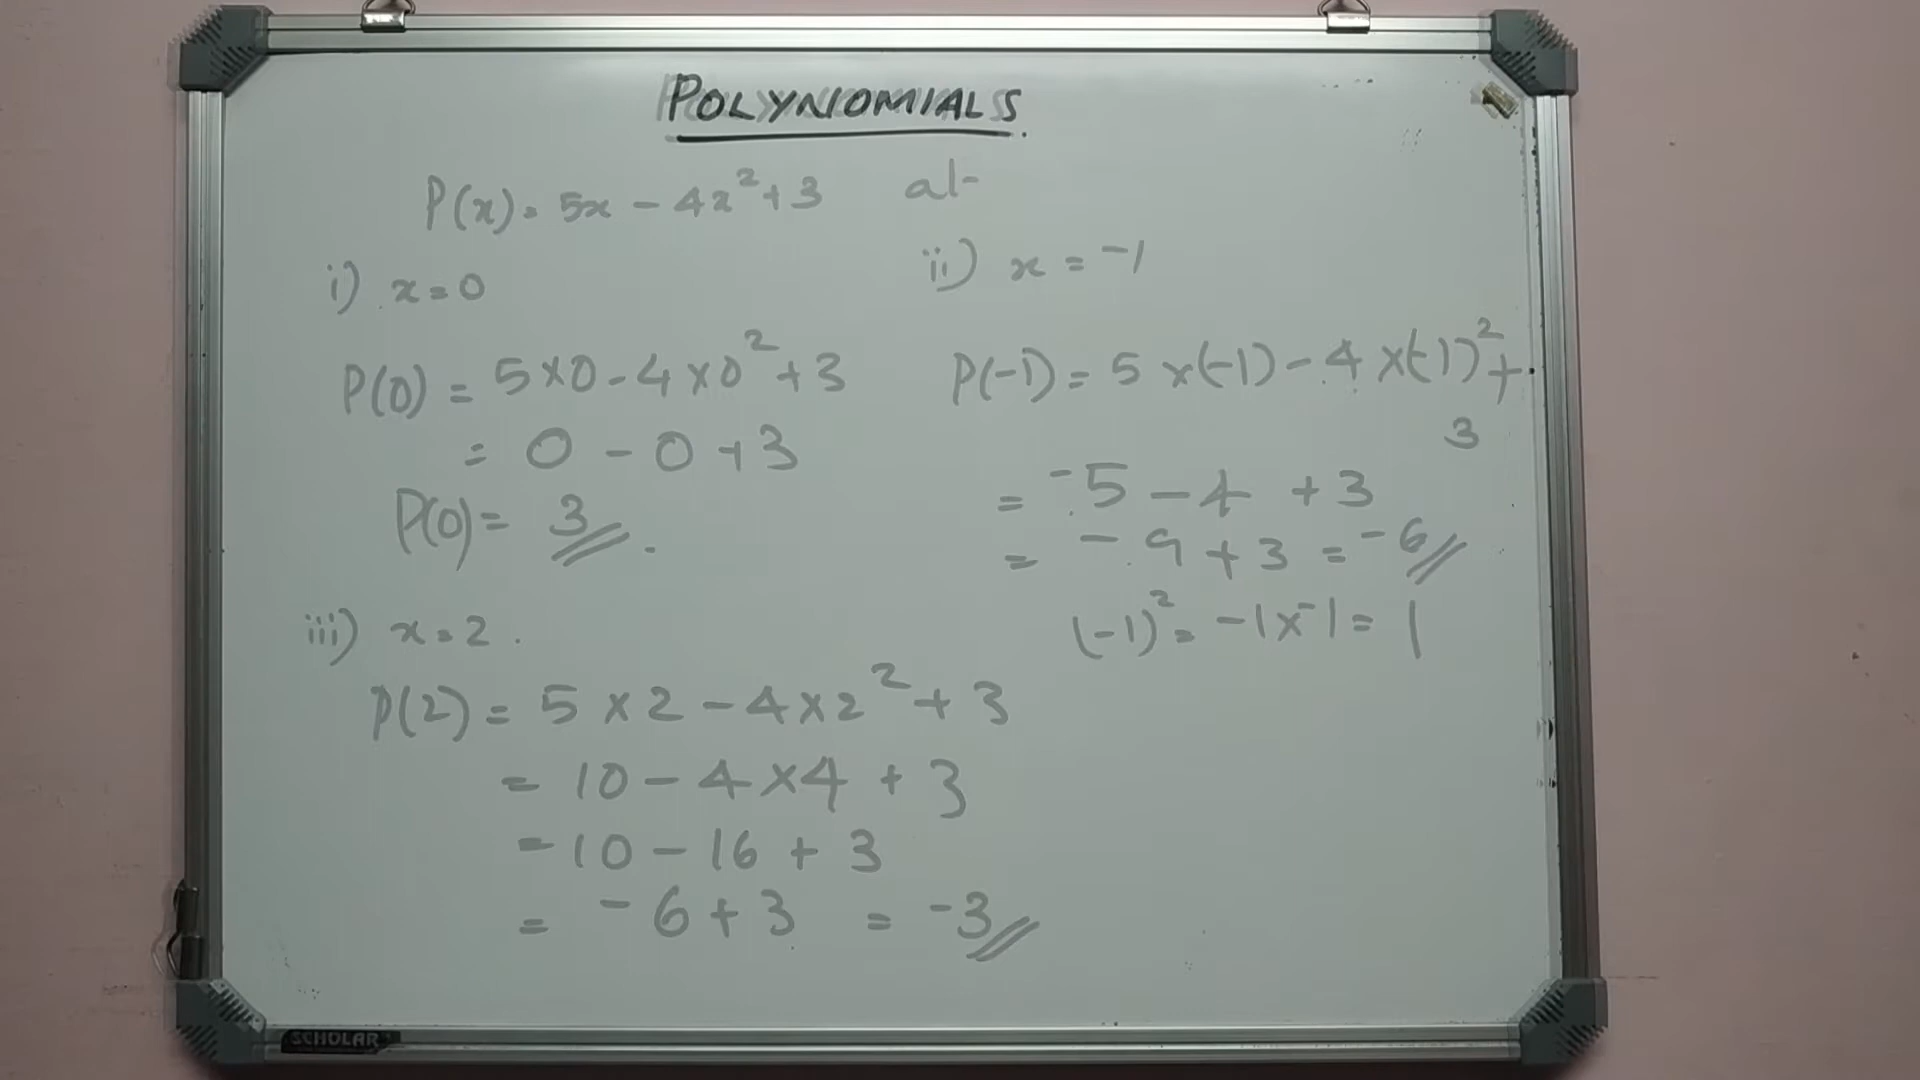 POLYNOMIALS
P(x) = 5x - 4x² + 3 at
i) x = 0
P(0) = 5×0 - 4×0² + 3
= 0 - 0 + 3
P(0) = 3
ii) x = -1
P(-1) = 5×(-1) - 4×(-1)² +
3
= -5 - 4 + 3
= -9 + 3 = -6
(-1)² = -1×-1 = 1
iii) x = 2.
P(2) = 5×2 - 4×2² + 3
= 10 - 4×4 + 3
= 10 - 16 + 3
= -6 + 3 = -3
SCHOLAR